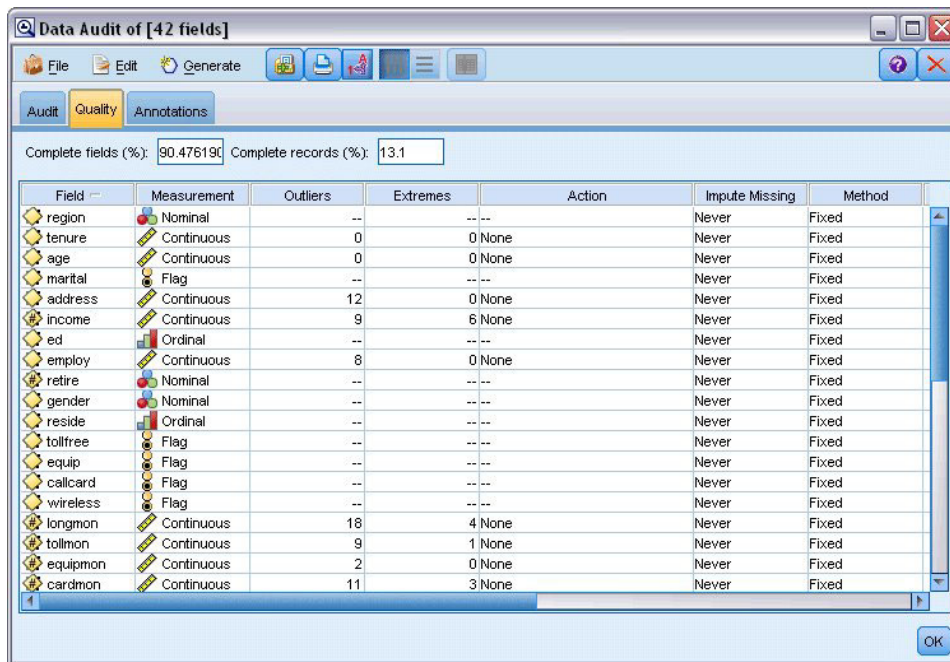 Data Audit of [42 fields]
File Edit Generate
Audit Quality Annotations
Complete fields (%): 90.476190 Complete records (%): 13.1
Field Measurement Outliers Extremes Action Impute Missing Method
region Nominal -- -- -- Never Fixed
tenure Continuous 0 0 None Never Fixed
age Continuous 0 0 None Never Fixed
marital Flag -- -- -- Never Fixed
address Continuous 12 0 None Never Fixed
income Continuous 9 6 None Never Fixed
ed Ordinal -- -- -- Never Fixed
employ Continuous 8 0 None Never Fixed
retire Nominal -- -- -- Never Fixed
gender Nominal -- -- -- Never Fixed
reside Ordinal -- -- -- Never Fixed
tollfree Flag -- -- -- Never Fixed
equip Flag -- -- -- Never Fixed
callcard Flag -- -- -- Never Fixed
wireless Flag -- -- -- Never Fixed
longmon Continuous 18 4 None Never Fixed
tollmon Continuous 9 1 None Never Fixed
equipmon Continuous 2 0 None Never Fixed
cardmon Continuous 11 3 None Never Fixed
OK